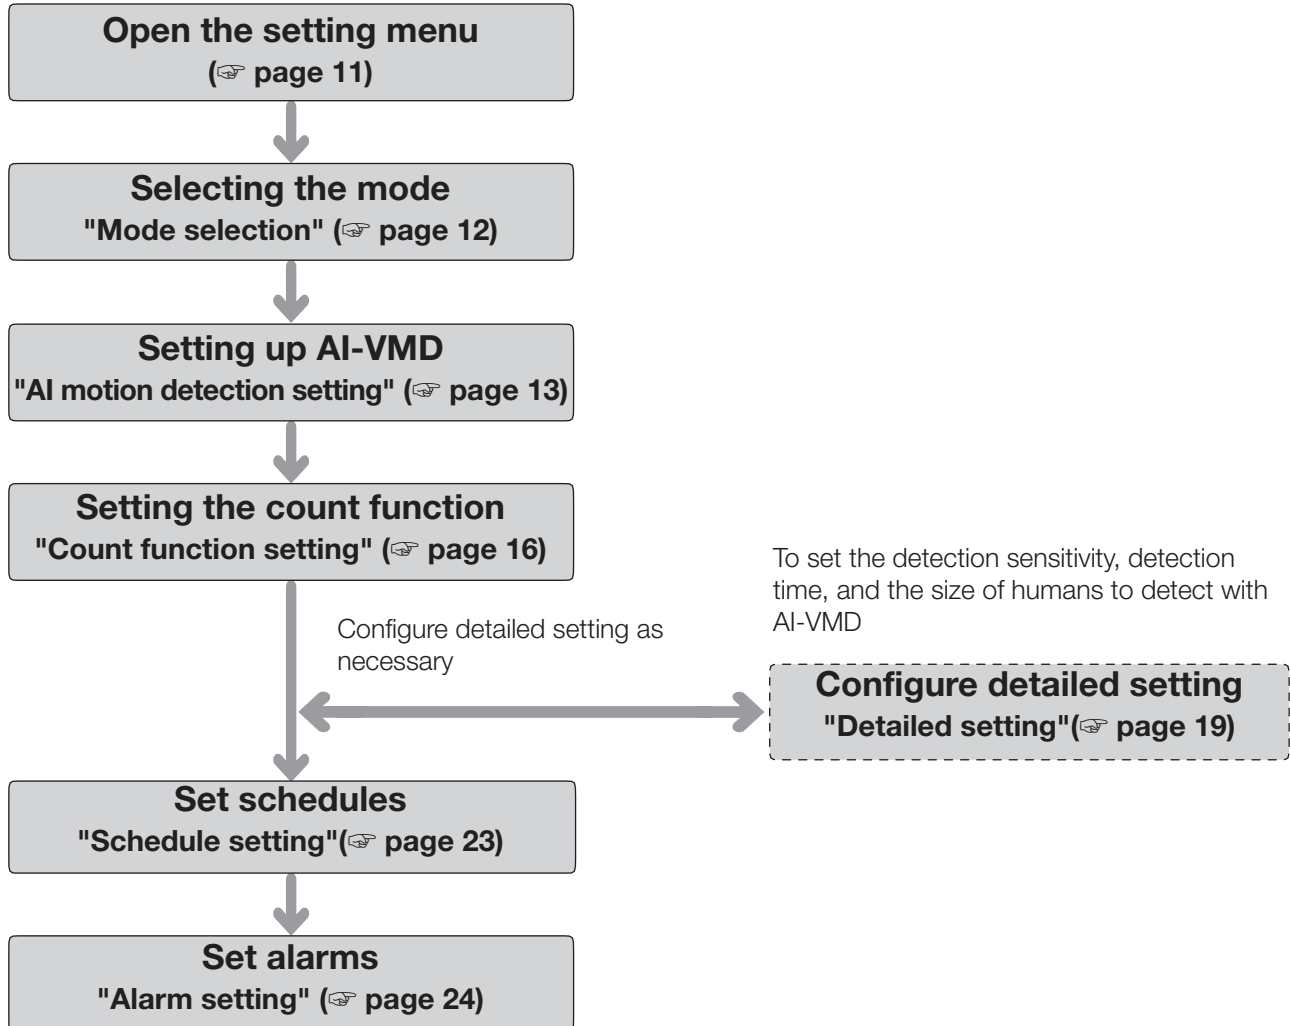 Open the setting menu
(☞ page 11)
Selecting the mode
"Mode selection" (☞ page 12)
Setting up AI-VMD
"AI motion detection setting" (☞ page 13)
Setting the count function
"Count function setting" (☞ page 16)
To set the detection sensitivity, detection
time, and the size of humans to detect with
AI-VMD
Configure detailed setting as
necessary
Configure detailed setting
"Detailed setting"(☞ page 19)
Set schedules
"Schedule setting"(☞ page 23)
Set alarms
"Alarm setting" (☞ page 24)